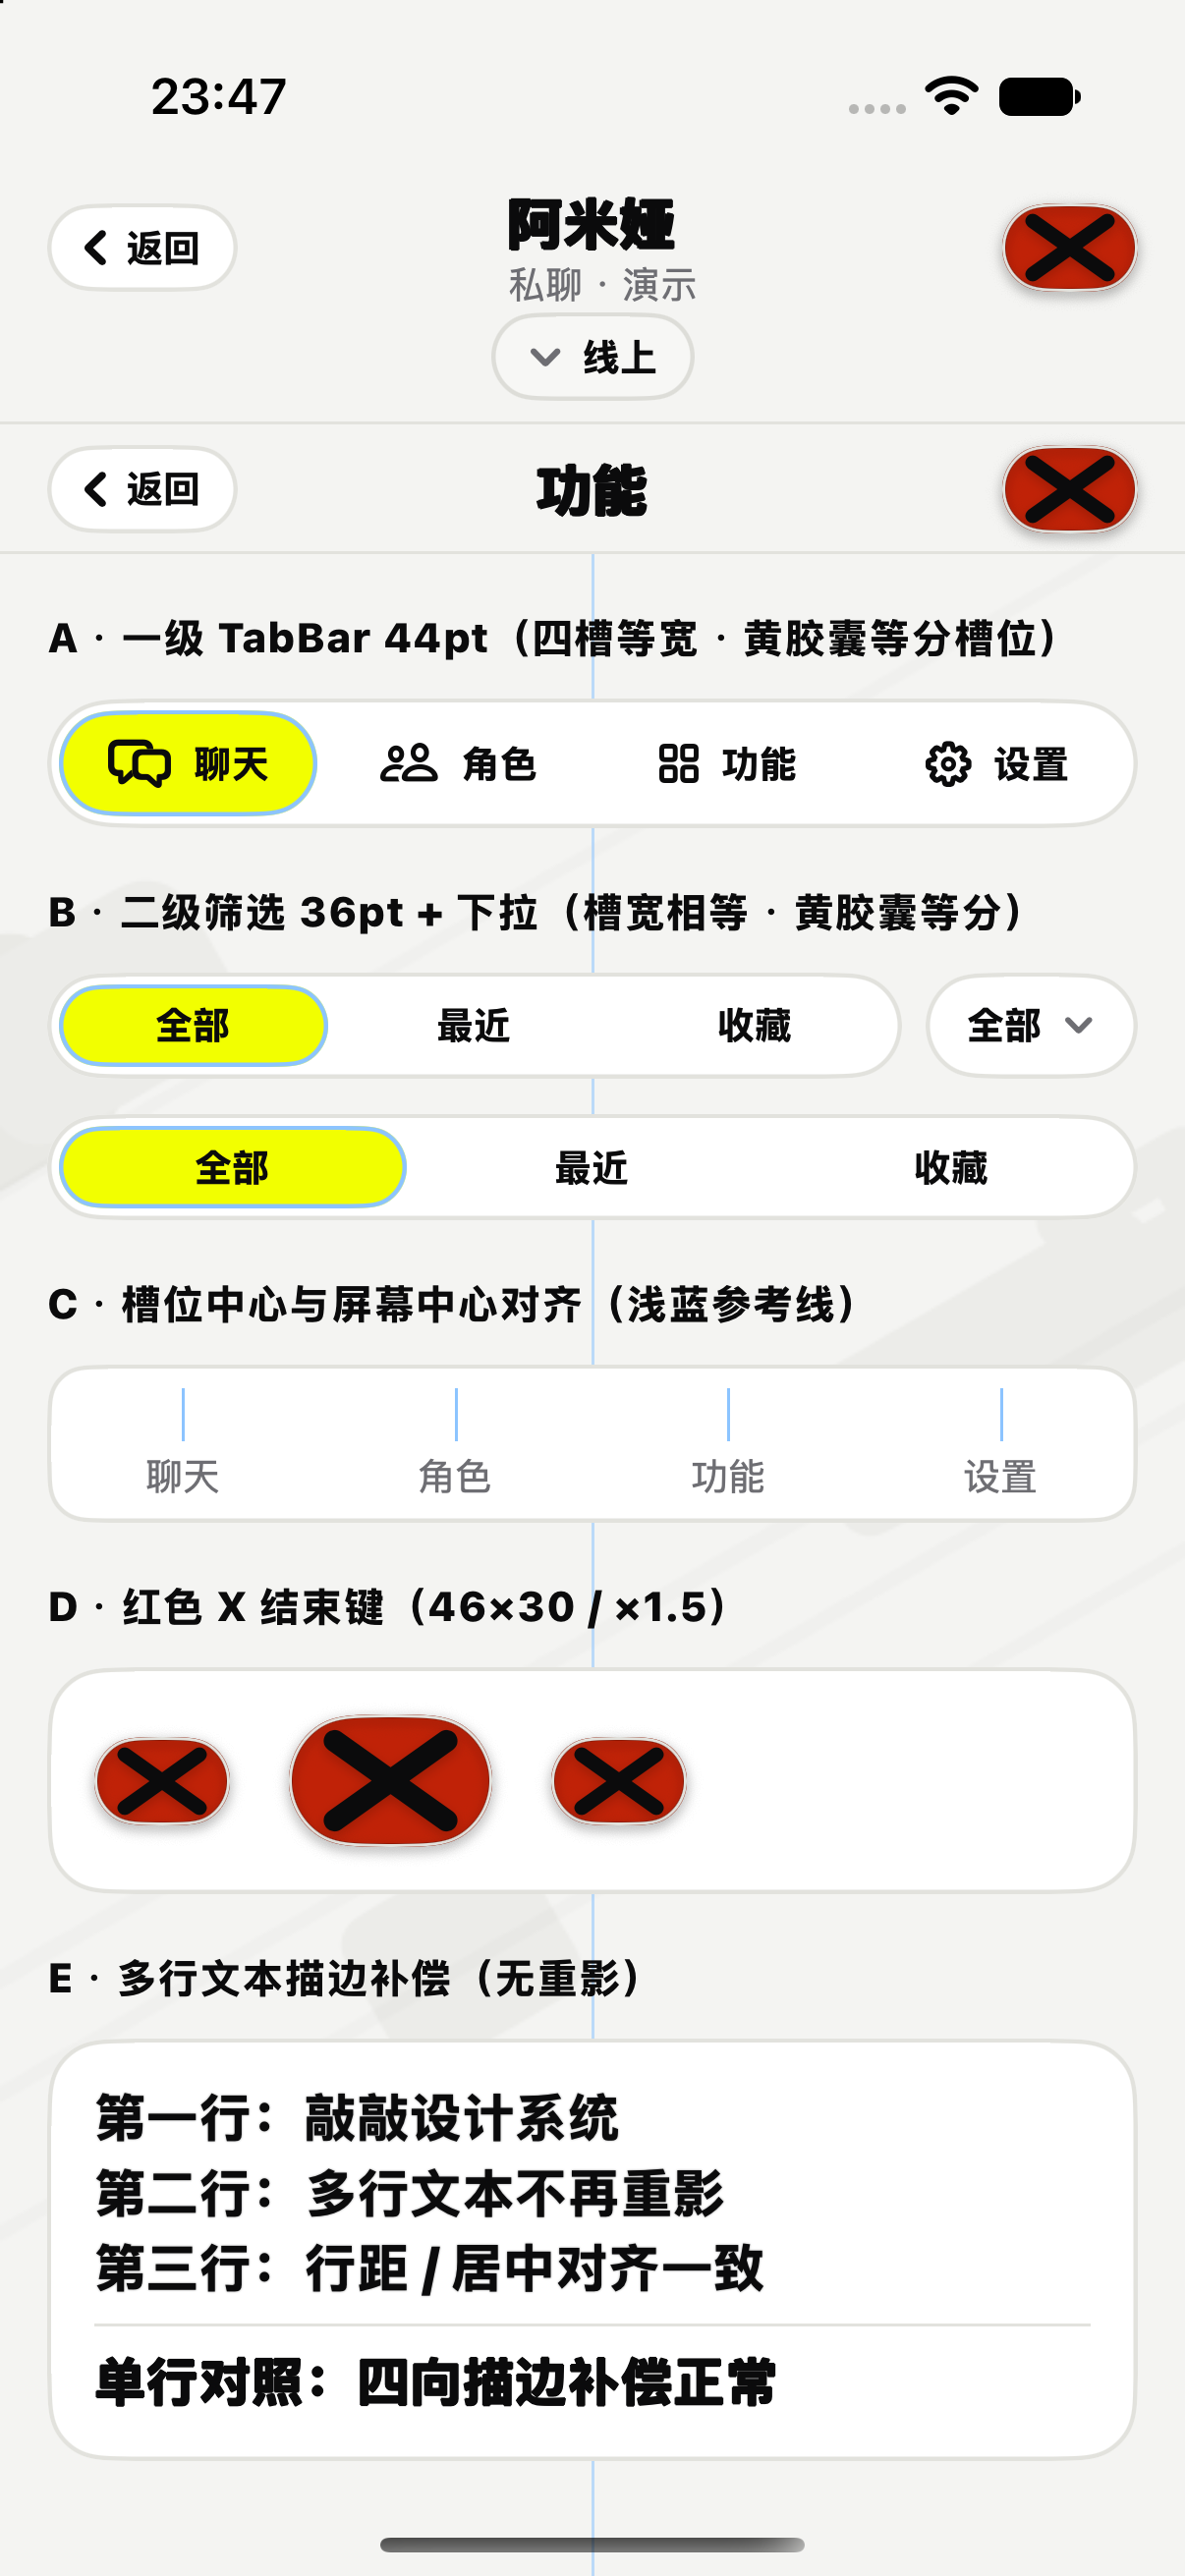 23:47
返回
阿米娅
私聊 · 演示
线上
返回
功能
A · 一级 TabBar 44pt（四槽等宽 · 黄胶囊等分槽位）
聊天 角色 功能 设置
B · 二级筛选 36pt + 下拉（槽宽相等 · 黄胶囊等分）
全部 最近 收藏 全部
全部 最近 收藏
C · 槽位中心与屏幕中心对齐（浅蓝参考线）
聊天 角色 功能 设置
D · 红色 X 结束键（46×30 / ×1.5）
E · 多行文本描边补偿（无重影）
第一行：敲敲设计系统
第二行：多行文本不再重影
第三行：行距 / 居中对齐一致
单行对照：四向描边补偿正常